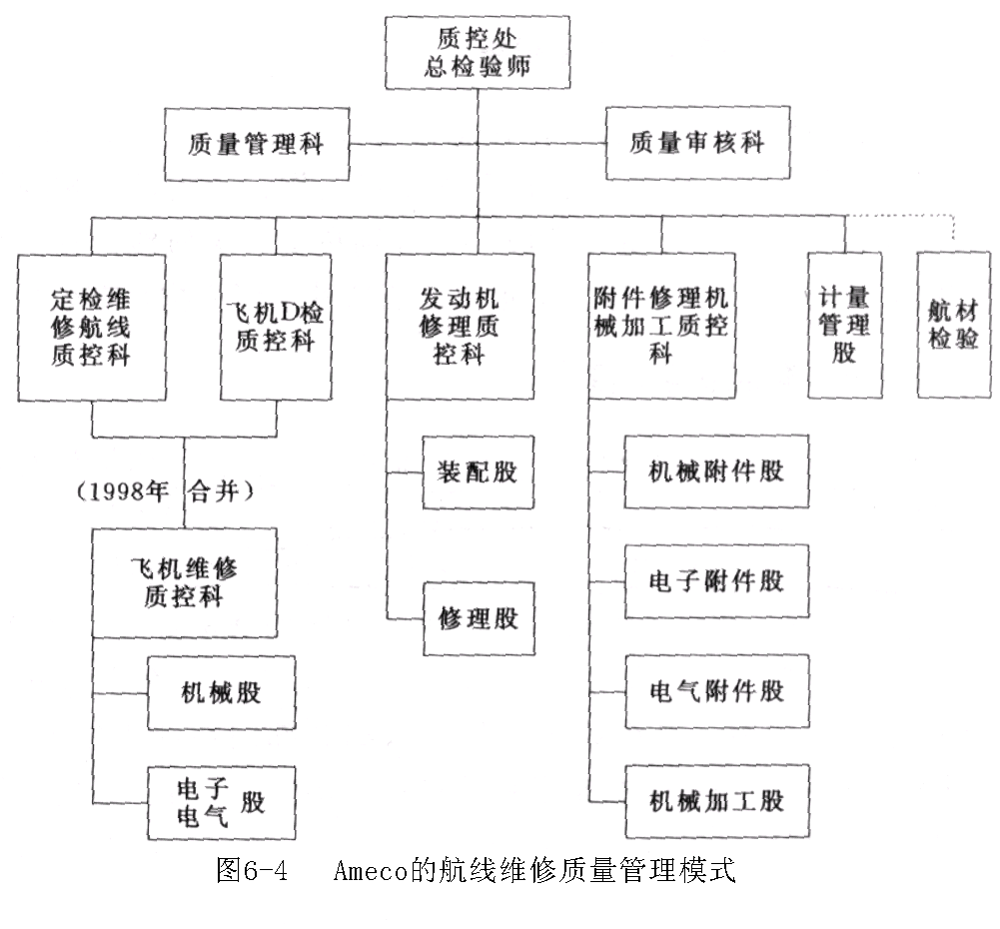 质控处
总检验师
质量管理科
质量审核科
定检维
修航线
质控科
飞机D检
质控科
发动机
修理质
控科
附件修理机
械加工质控
科
计量
管理
股
航材
检验
(1998年 合并)
飞机维修
质控科
机械股
电子
电气 股
装配股
修理股
机械附件股
电子附件股
电气附件股
机械加工股
图6-4 Ameco的航线维修质量管理模式